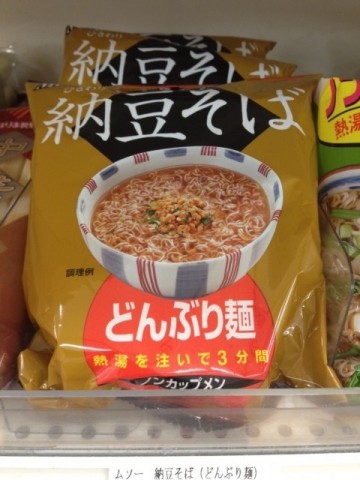 納豆そば
納豆そば
調理例
どんぶり麺
熱湯を注いで3分間
ノンカップメン
熱湯
ムソー 納豆そば(どんぶり麺)